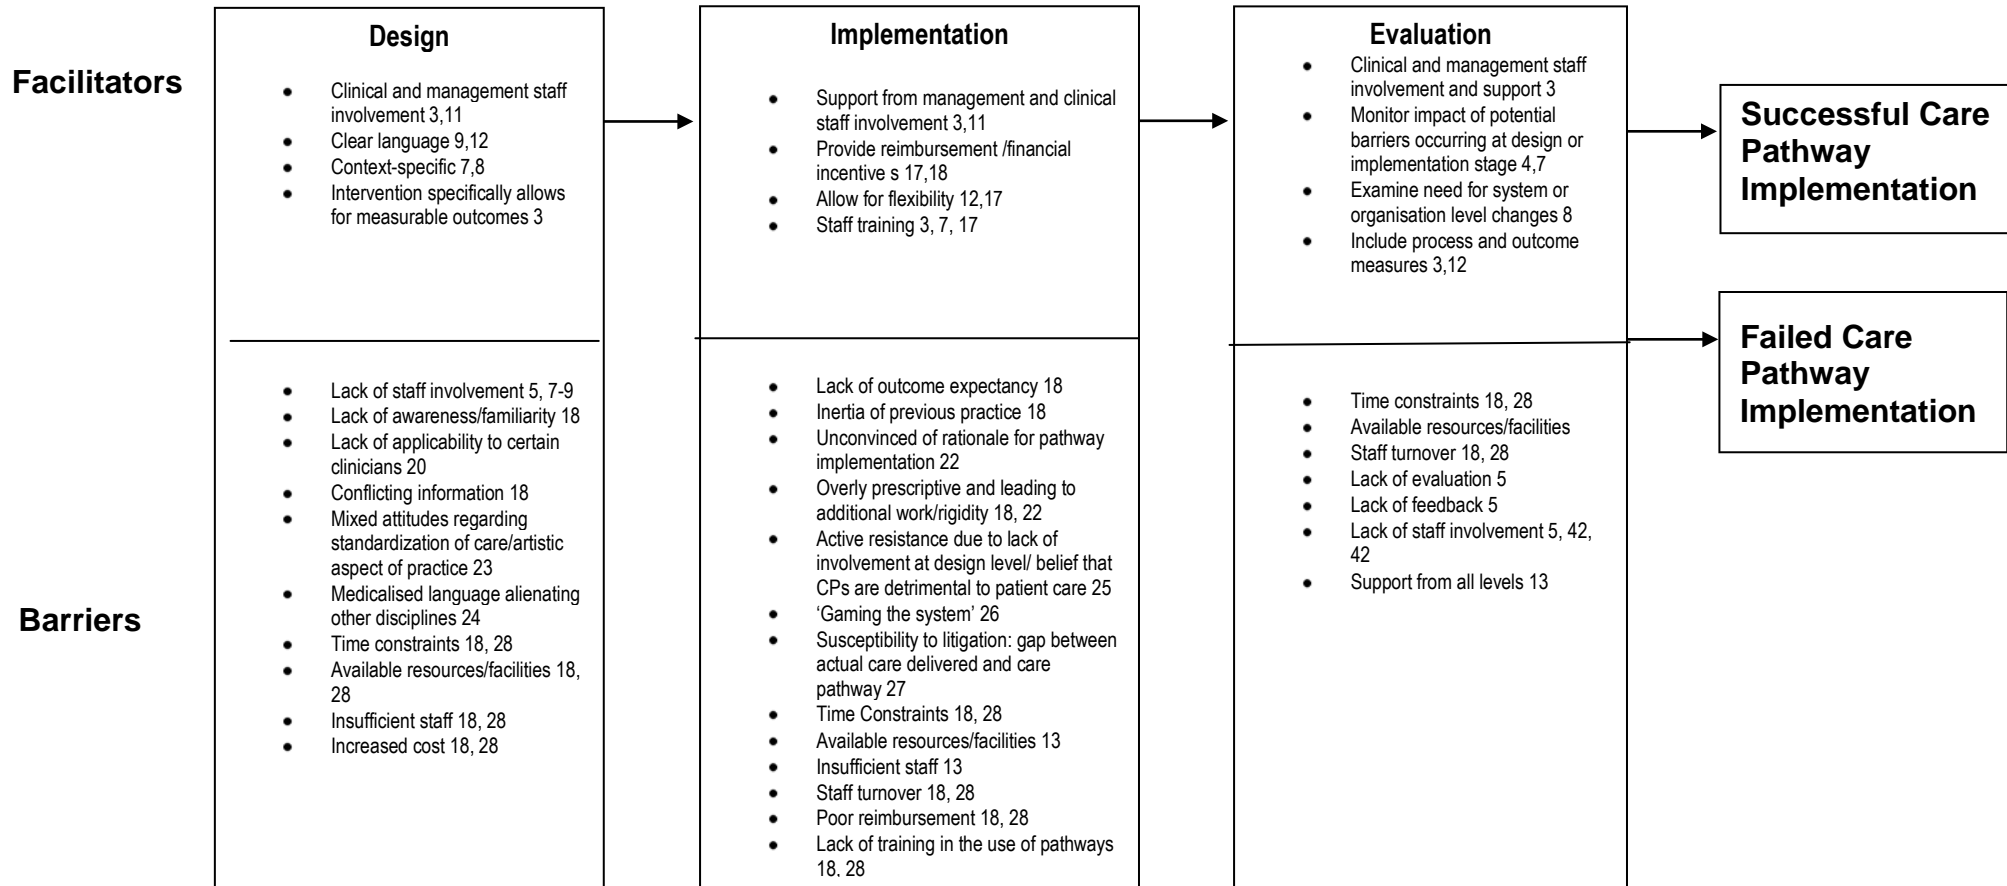 Facilitators
Design
• Clinical and management staff
involvement 3,11
• Clear language 9,12
• Context-specific 7,8
• Intervention specifically allows
for measurable outcomes 3
Implementation
• Support from management and clinical
staff involvement 3,11
• Provide reimbursement /financial
incentive s 17,18
• Allow for flexibility 12,17
• Staff training 3, 7, 17
Evaluation
• Clinical and management staff
involvement and support 3
• Monitor impact of potential
barriers occurring at design or
implementation stage 4,7
• Examine need for system or
organisation level changes 8
• Include process and outcome
measures 3,12
Successful Care
Pathway
Implementation
Failed Care
Pathway
Implementation
Barriers
• Lack of staff involvement 5, 7-9
• Lack of awareness/familiarity 18
• Lack of applicability to certain
clinicians 20
• Conflicting information 18
• Mixed attitudes regarding
standardization of care/artistic
aspect of practice 23
• Medicalised language alienating
other disciplines 24
• Time constraints 18, 28
• Available resources/facilities 18,
28
• Insufficient staff 18, 28
• Increased cost 18, 28
• Lack of outcome expectancy 18
• Inertia of previous practice 18
• Unconvinced of rationale for pathway
implementation 22
• Overly prescriptive and leading to
additional work/rigidity 18, 22
• Active resistance due to lack of
involvement at design level/ belief that
CPs are detrimental to patient care 25
• ‘Gaming the system’ 26
• Susceptibility to litigation: gap between
actual care delivered and care
pathway 27
• Time Constraints 18, 28
• Available resources/facilities 13
• Insufficient staff 13
• Staff turnover 18, 28
• Poor reimbursement 18, 28
• Lack of training in the use of pathways
18, 28
• Time constraints 18, 28
• Available resources/facilities
• Staff turnover 18, 28
• Lack of evaluation 5
• Lack of feedback 5
• Lack of staff involvement 5, 42,
42
• Support from all levels 13